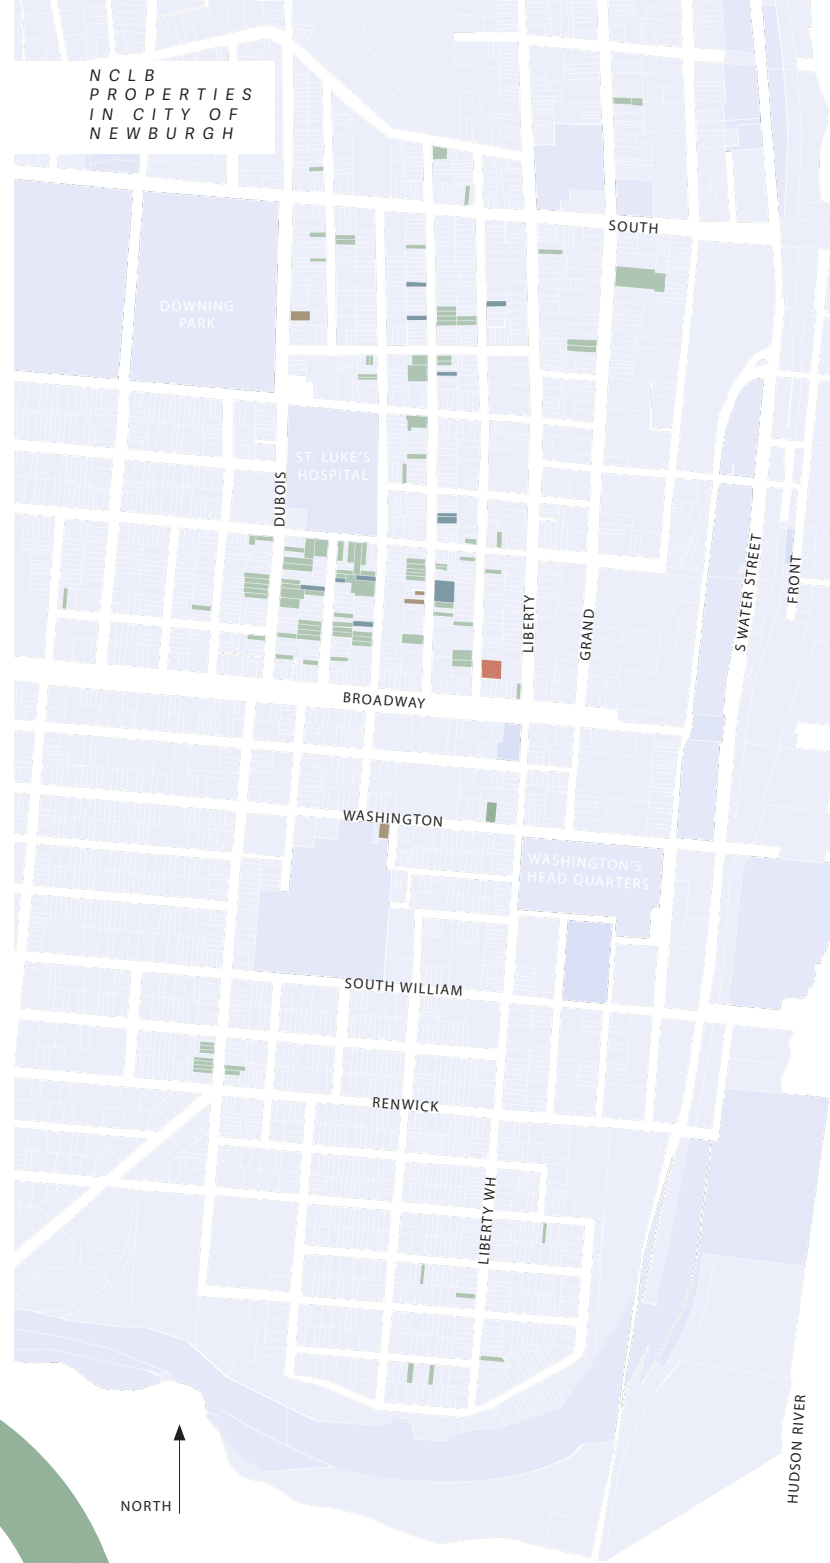 NCLB
PROPERTIES
IN CITY OF
NEWBURGH
SOUTH
DOWNING
PARK
ST. LUKE'S
HOSPITAL
DUBOIS
S WATER STREET
FRONT
LIBERTY
GRAND
BROADWAY
WASHINGTON
WASHINGTON'S
HEAD QUARTERS
SOUTH WILLIAM
RENWICK
LIBERTY WH
HUDSON RIVER
NORTH